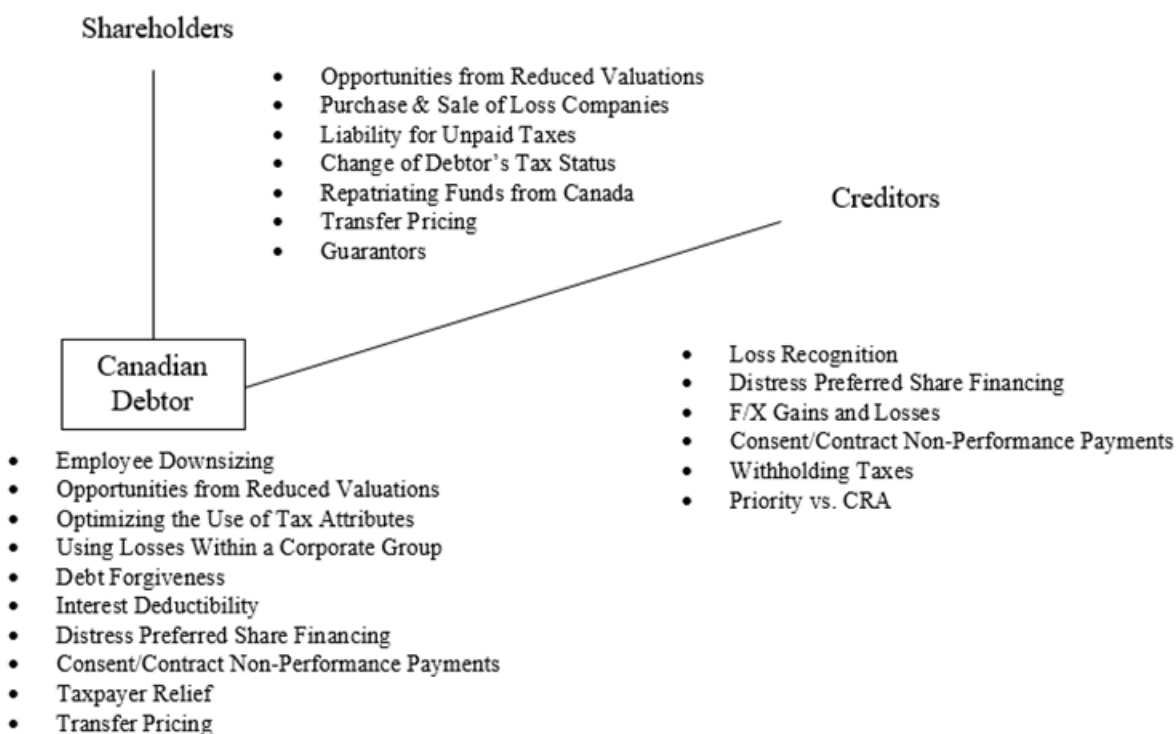 Shareholders
• Opportunities from Reduced Valuations
• Purchase & Sale of Loss Companies
• Liability for Unpaid Taxes
• Change of Debtor's Tax Status
• Repatriating Funds from Canada
• Transfer Pricing
• Guarantors
Creditors
Canadian
Debtor
• Loss Recognition
• Distress Preferred Share Financing
• F/X Gains and Losses
• Consent/Contract Non-Performance Payments
• Withholding Taxes
• Priority vs. CRA
• Employee Downsizing
• Opportunities from Reduced Valuations
• Optimizing the Use of Tax Attributes
• Using Losses Within a Corporate Group
• Debt Forgiveness
• Interest Deductibility
• Distress Preferred Share Financing
• Consent/Contract Non-Performance Payments
• Taxpayer Relief
• Transfer Pricing